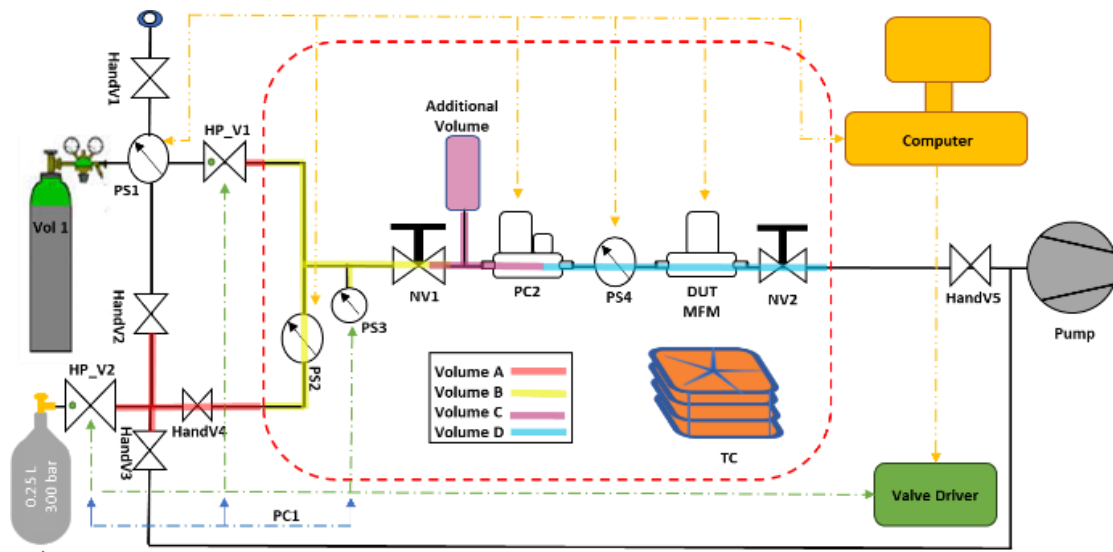 HandV1
Additional
Volume
HP_V1
Computer
PS1
Vol 1
NV1
PC2
PS4
DUT
MFM
NV2
HandV5
Pump
HandV2
PS3
PS2
HP_V2
HandV4
HandV3
Volume A
Volume B
Volume C
Volume D
TC
0.25 L
300 bar
PC1
Valve Driver